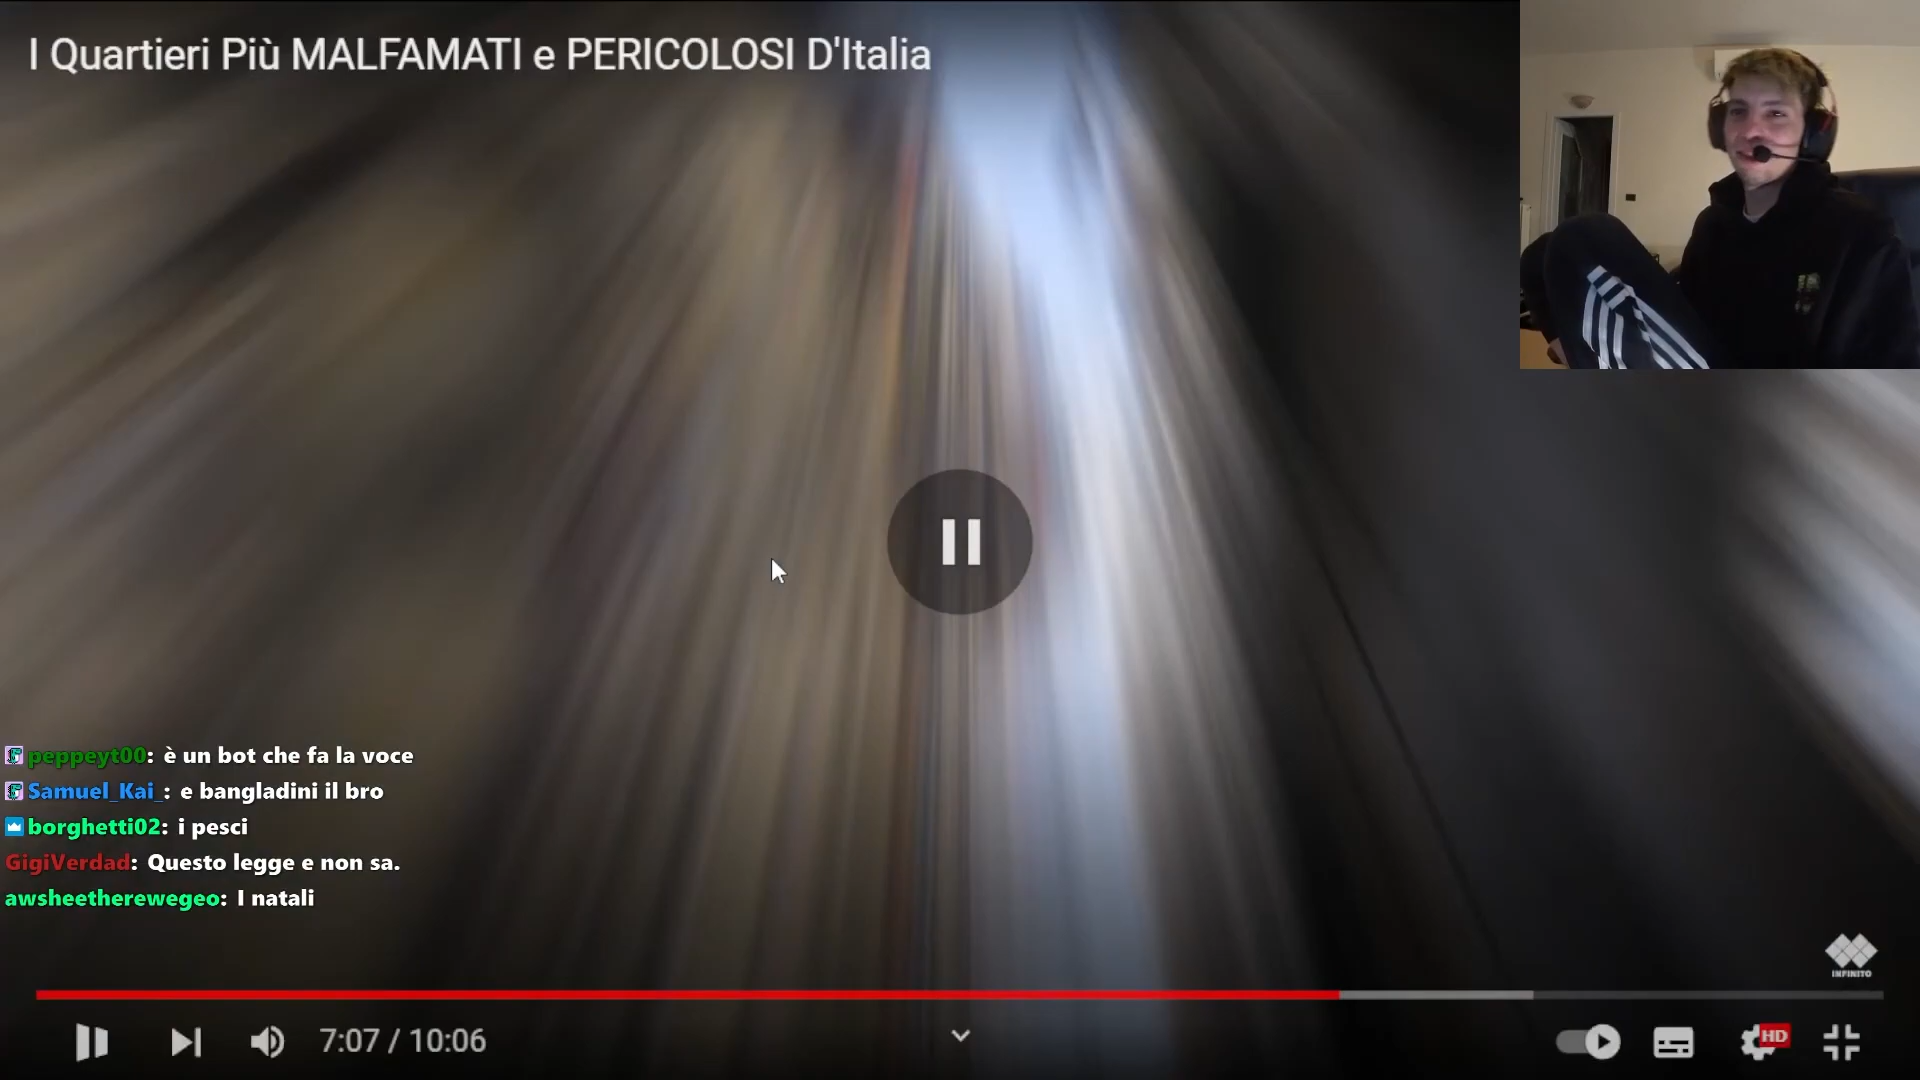 I Quartieri Più MALFAMATI e PERICOLOSI D'Italia
peppeyt00: è un bot che fa la voce
Samuel_Kai_: e bangladini il bro
borghetti02: i pesci
GigiVerdad: Questo legge e non sa.
awsheetherewegeo: I natali
INFINITO
7:07 / 10:06
HD